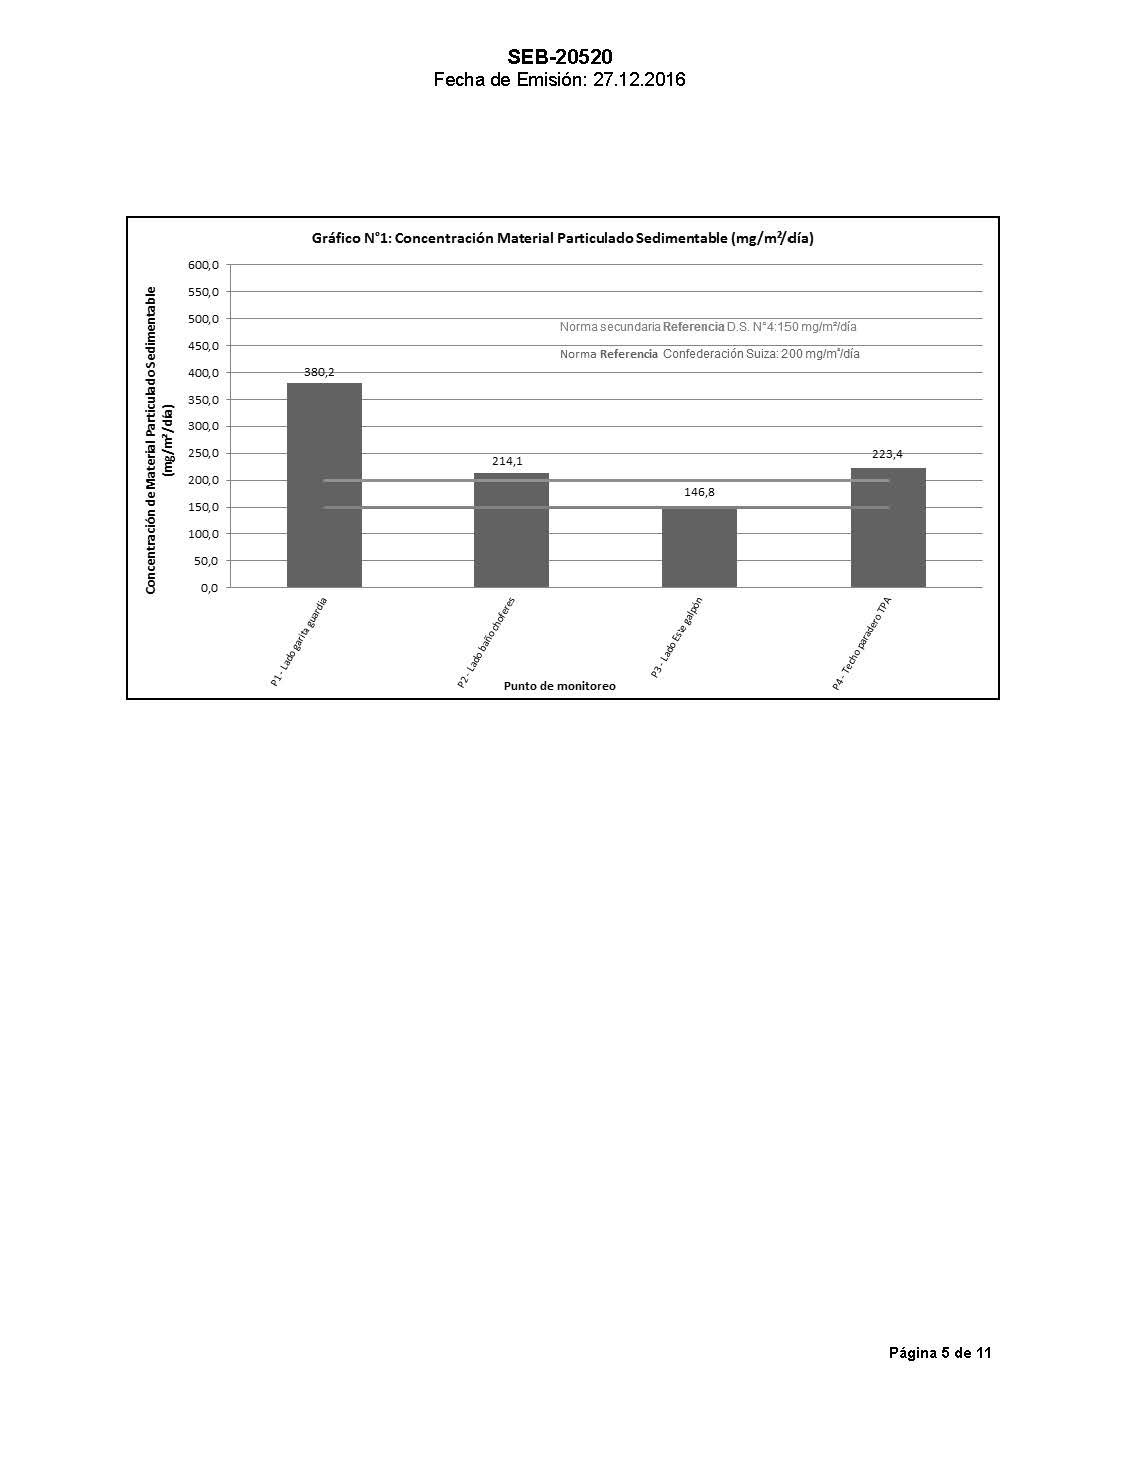 SEB-20520
Fecha de Emisión: 27.12.2016
Gráfico N°1: Concentración Material Particulado Sedimentable (mg/m²/día)
Concentración de Material Particulado Sedimentable
(mg/m²/día)
600,0
550,0
500,0
450,0
400,0
350,0
300,0
250,0
200,0
150,0
100,0
50,0
0,0
Norma secundaria Referencia D.S. N°4:150 mg/m²/día
Norma Referencia Confederación Suiza: 200 mg/m²/día
380,2
214,1
146,8
223,4
P1 - Lado garita guardia
P2 - Lado baño choferes
P3 - Lado Este galpón
P4 - Techo paradero TPA
Punto de monitoreo
Página 5 de 11